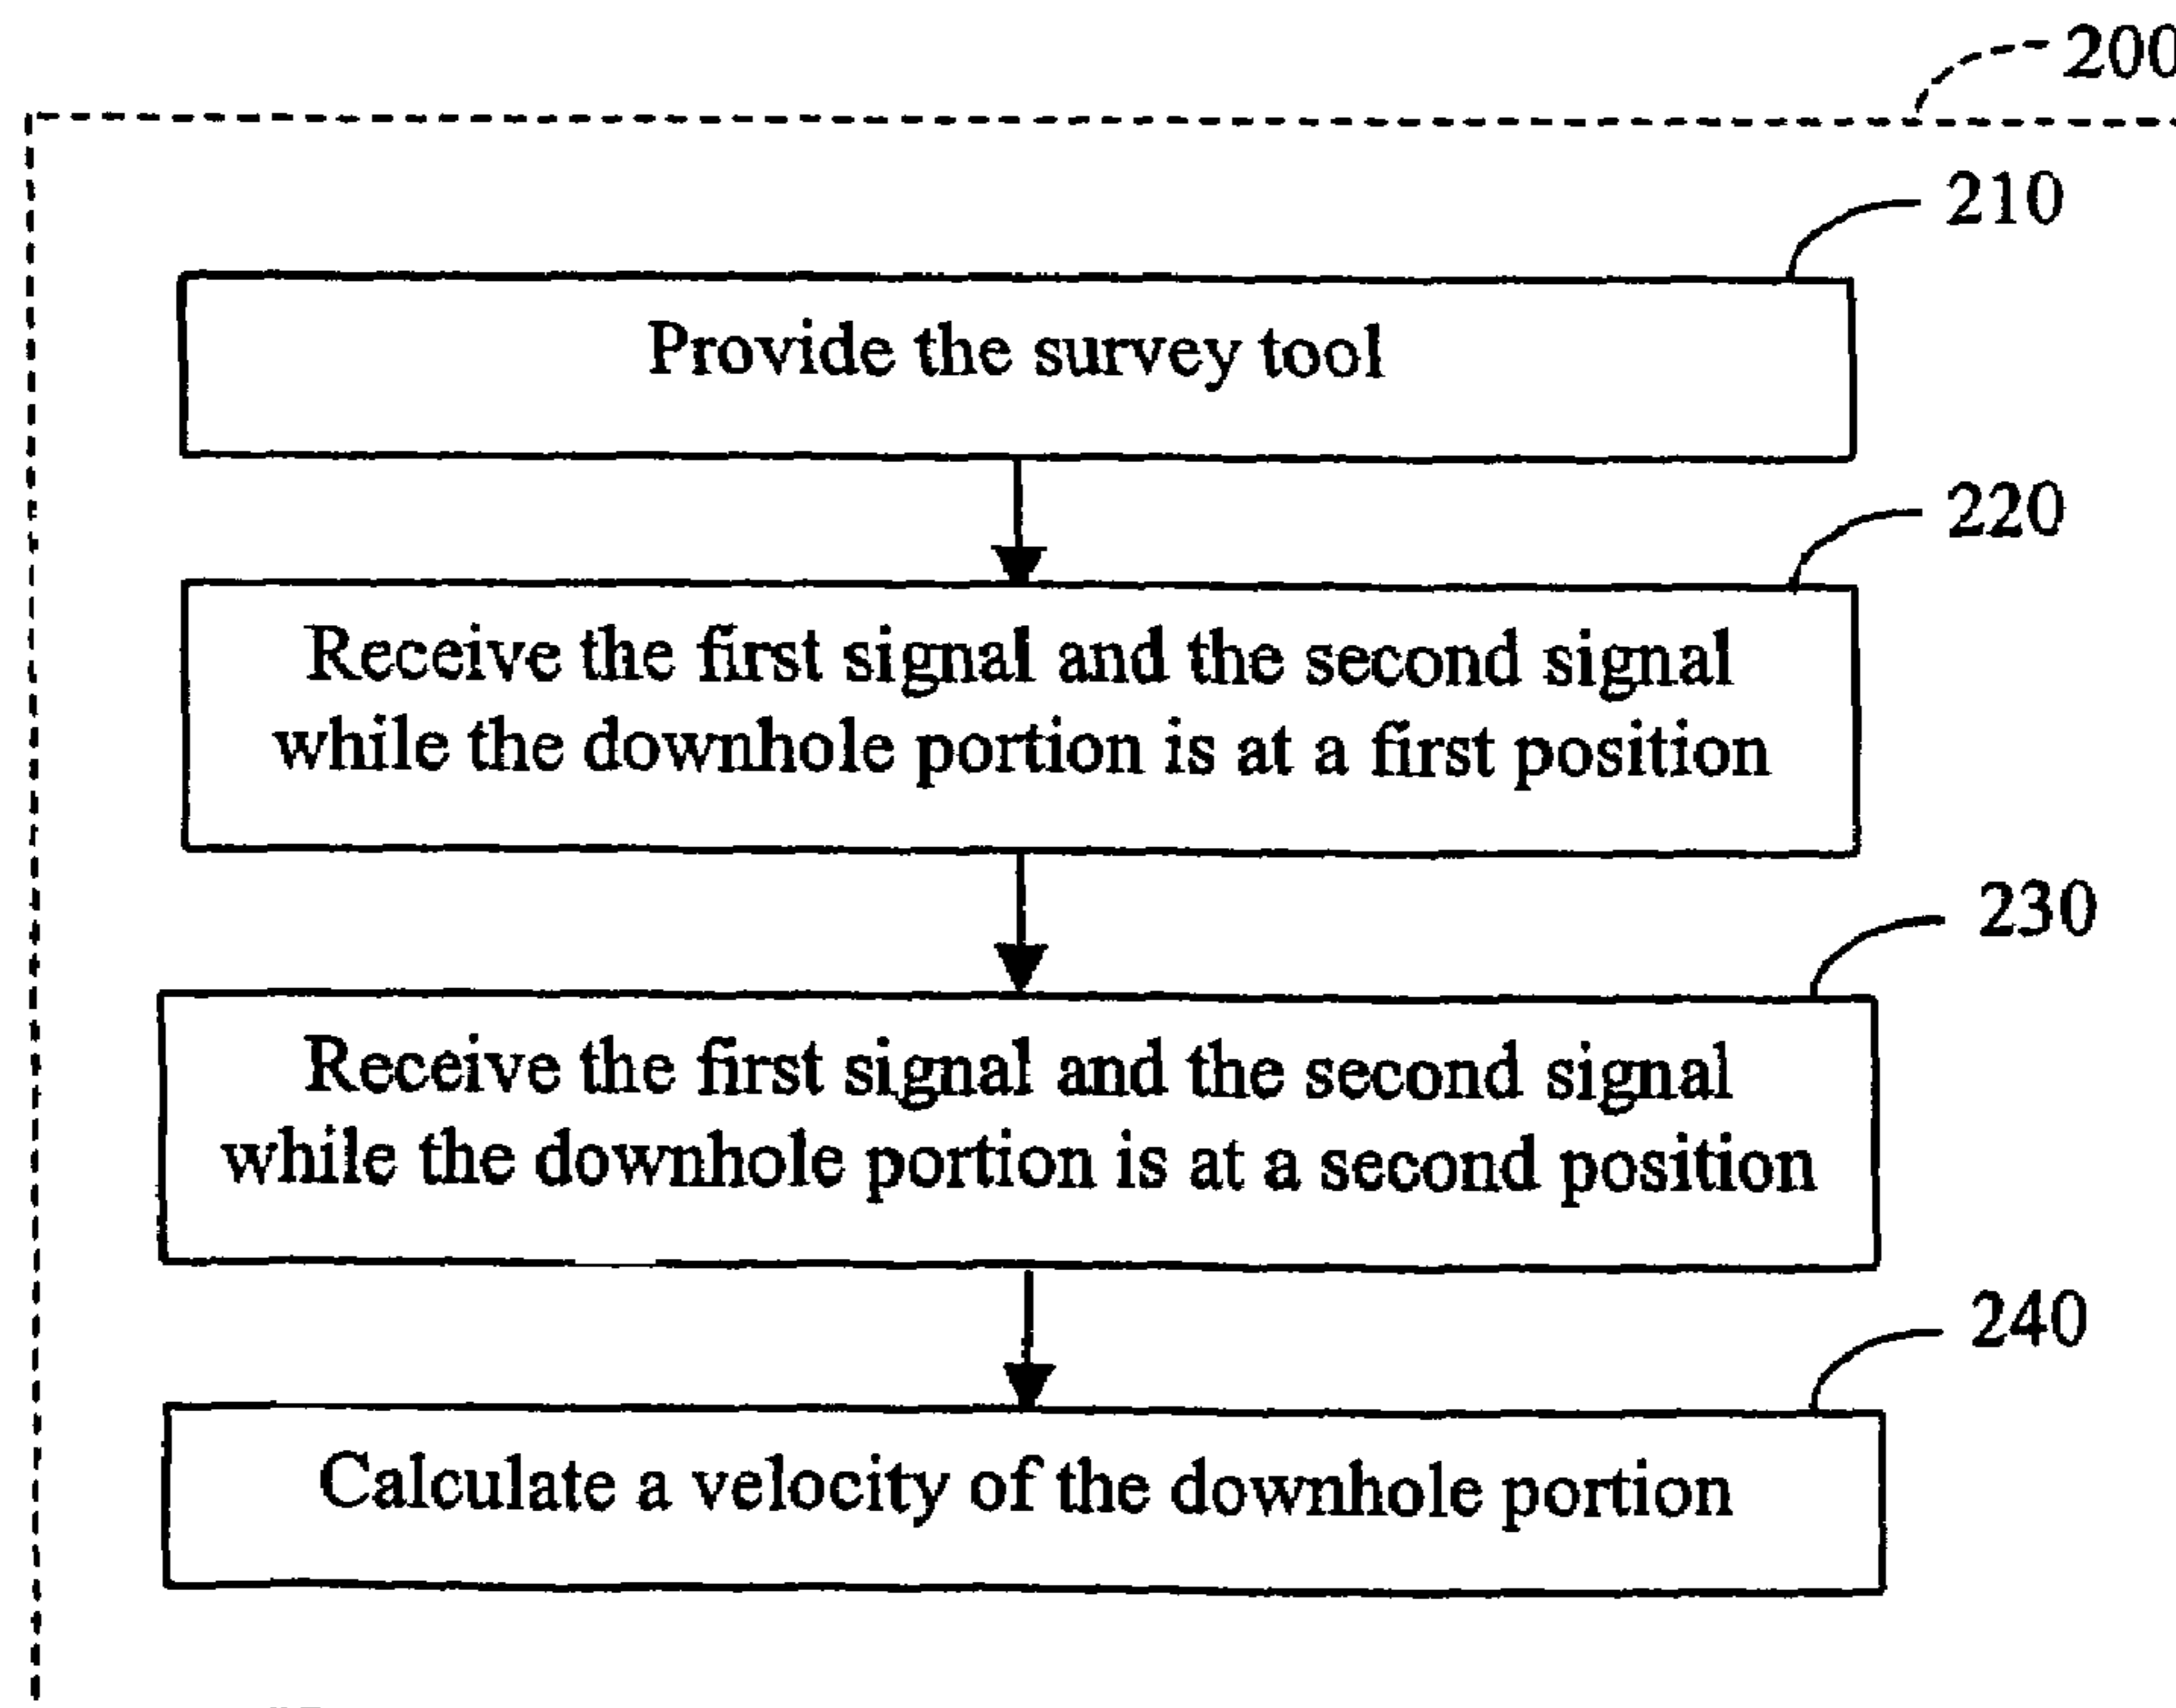 200
210
Provide the survey tool
220
Receive the first signal and the second signal
while the downhole portion is at a first position
230
Receive the first signal and the second signal
while the downhole portion is at a second position
240
Calculate a velocity of the downhole portion